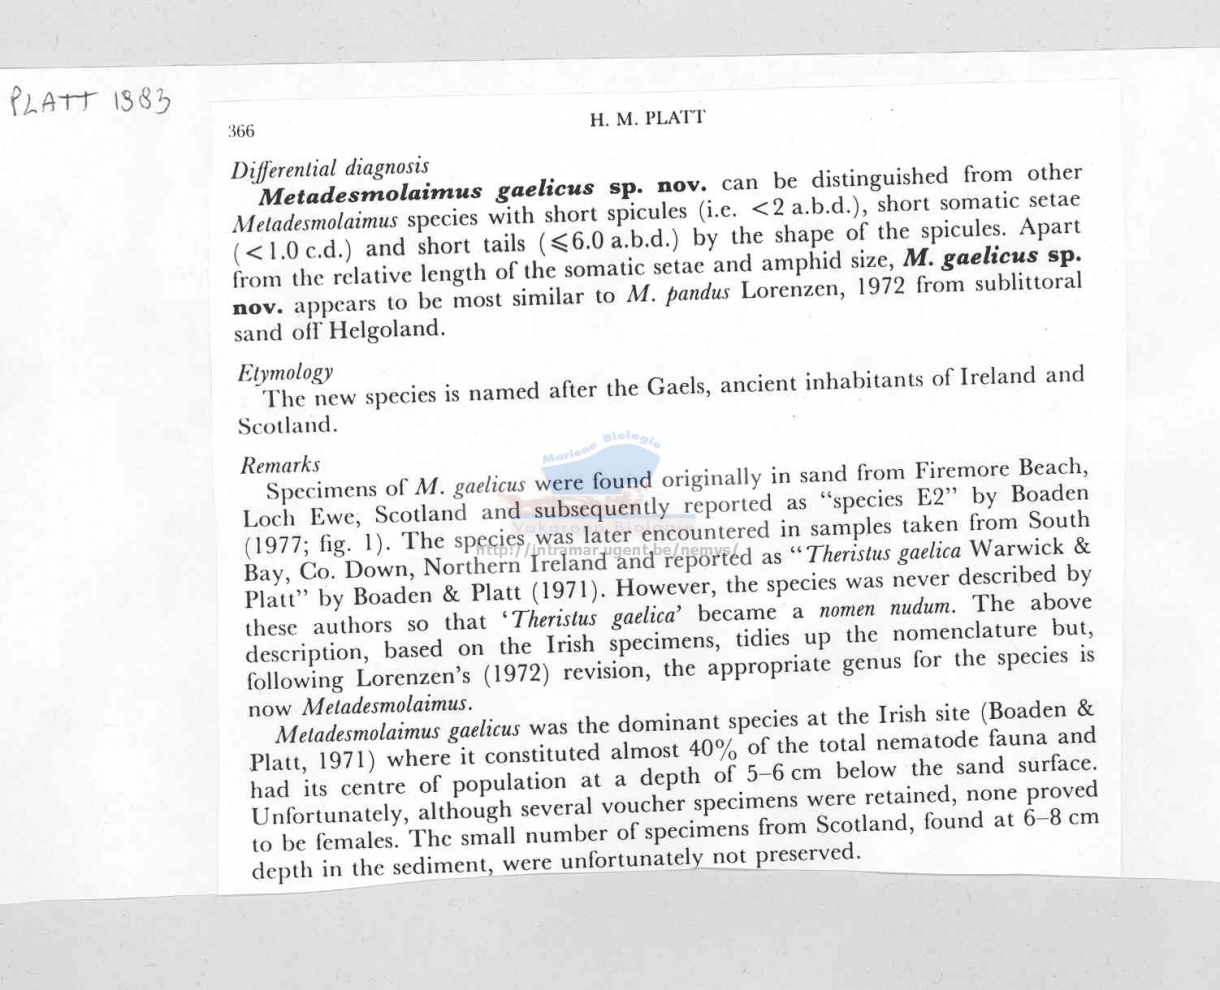 PLATT 1983
366
H. M. PLATT
Differential diagnosis
Metadesmolaimus gaelicus sp. nov. can be distinguished from other
Metadesmolaimus species with short spicules (i.e. <2 a.b.d.), short somatic setae
(<1.0 c.d.) and short tails (⩽6.0 a.b.d.) by the shape of the spicules. Apart
from the relative length of the somatic setae and amphid size, M. gaelicus sp.
nov. appears to be most similar to M. pandus Lorenzen, 1972 from sublittoral
sand off Helgoland.
Etymology
The new species is named after the Gaels, ancient inhabitants of Ireland and
Scotland.
Remarks
Specimens of M. gaelicus were found originally in sand from Firemore Beach,
Loch Ewe, Scotland and subsequently reported as “species E2” by Boaden
(1977; fig. 1). The species was later encountered in samples taken from South
Bay, Co. Down, Northern Ireland and reported as “Theristus gaelica Warwick &
Platt” by Boaden & Platt (1971). However, the species was never described by
these authors so that ‘Theristus gaelica’ became a nomen nudum. The above
description, based on the Irish specimens, tidies up the nomenclature but,
following Lorenzen’s (1972) revision, the appropriate genus for the species is
now Metadesmolaimus.
Metadesmolaimus gaelicus was the dominant species at the Irish site (Boaden &
Platt, 1971) where it constituted almost 40% of the total nematode fauna and
had its centre of population at a depth of 5–6 cm below the sand surface.
Unfortunately, although several voucher specimens were retained, none proved
to be females. The small number of specimens from Scotland, found at 6–8 cm
depth in the sediment, were unfortunately not preserved.
Mariene Biologie
Vakgroep Biologie
http://intramar.ugent.be/nemys/